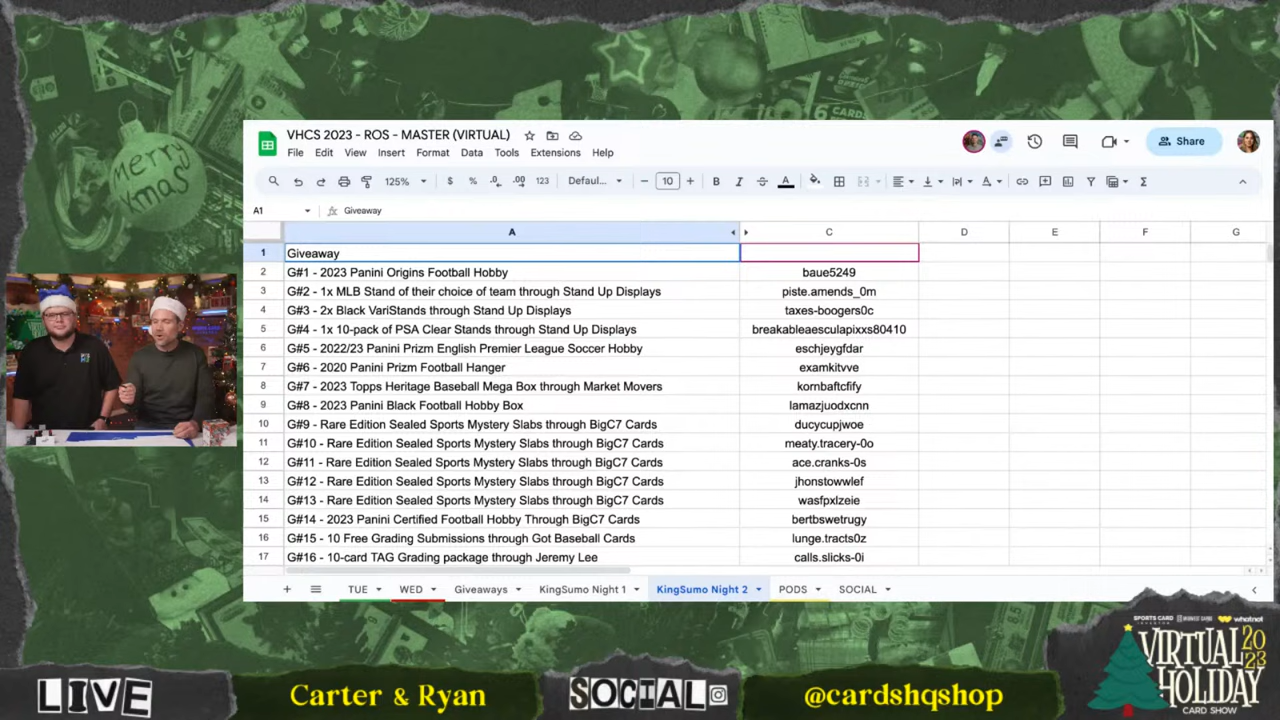 Merry
Xmas
VHCS 2023 - ROS - MASTER (VIRTUAL)
File Edit View Insert Format Data Tools Extensions Help
Share
125% $ % .0 .00 123 Defaul... 10 B I A
A1 fx Giveaway
A C D E F G
1 Giveaway
2 G#1 - 2023 Panini Origins Football Hobby baue5249
3 G#2 - 1x MLB Stand of their choice of team through Stand Up Displays piste.amends_0m
4 G#3 - 2x Black VariStands through Stand Up Displays taxes-boogers0c
5 G#4 - 1x 10-pack of PSA Clear Stands through Stand Up Displays breakableaesculapixxs80410
6 G#5 - 2022/23 Panini Prizm English Premier League Soccer Hobby eschjeygfdar
7 G#6 - 2020 Panini Prizm Football Hanger examkitvve
8 G#7 - 2023 Topps Heritage Baseball Mega Box through Market Movers kornbaftcfify
9 G#8 - 2023 Panini Black Football Hobby Box lamazjuodxcnn
10 G#9 - Rare Edition Sealed Sports Mystery Slabs through BigC7 Cards ducycupjwoe
11 G#10 - Rare Edition Sealed Sports Mystery Slabs through BigC7 Cards meaty.tracery-0o
12 G#11 - Rare Edition Sealed Sports Mystery Slabs through BigC7 Cards ace.cranks-0s
13 G#12 - Rare Edition Sealed Sports Mystery Slabs through BigC7 Cards jhonstowwlef
14 G#13 - Rare Edition Sealed Sports Mystery Slabs through BigC7 Cards wasfpxlzeie
15 G#14 - 2023 Panini Certified Football Hobby Through BigC7 Cards bertbswetrugy
16 G#15 - 10 Free Grading Submissions through Got Baseball Cards lunge.tracts0z
17 G#16 - 10-card TAG Grading package through Jeremy Lee calls.slicks-0i
TUE WED Giveaways KingSumo Night 1 KingSumo Night 2 PODS SOCIAL
LIVE Carter & Ryan SOCIAL @cardshqshop
SPORTS CARD INVESTOR whatnot
VIRTUAL 2023
HOLIDAY
CARD SHOW